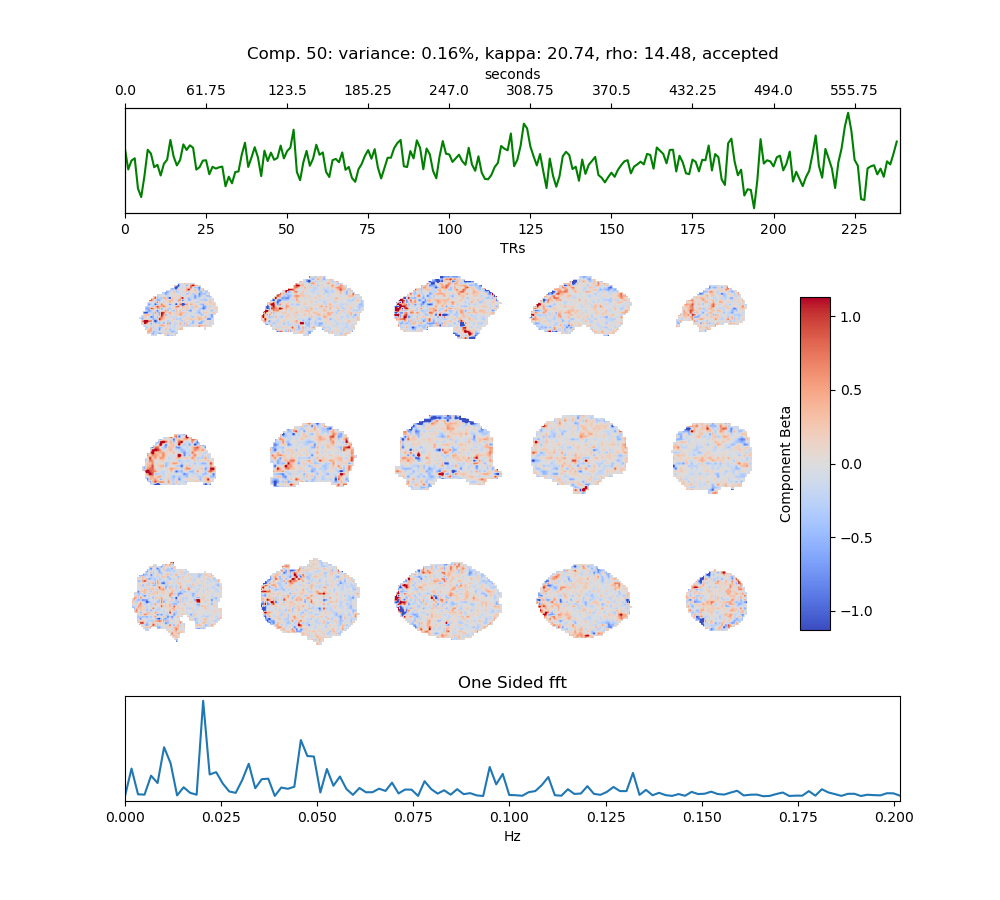 Comp. 50: variance: 0.16%, kappa: 20.74, rho: 14.48, accepted
seconds
0.0 61.75 123.5 185.25 247.0 308.75 370.5 432.25 494.0 555.75
0 25 50 75 100 125 150 175 200 225
TRs
1.0
0.5
0.0
−0.5
−1.0
Component Beta
One Sided fft
0.000 0.025 0.050 0.075 0.100 0.125 0.150 0.175 0.200
Hz